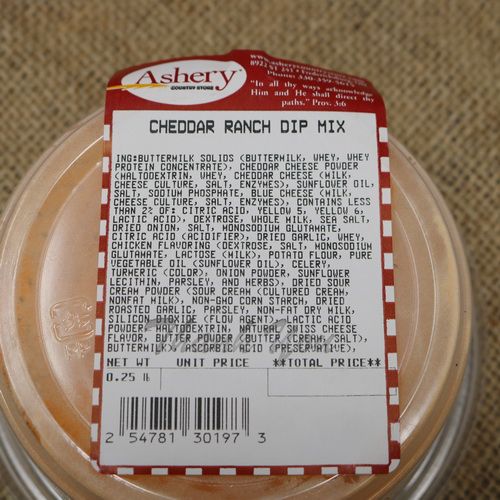 Ashery
COUNTRY STORE
"In all thy ways acknowledge
Him and He shall direct thy
paths." Prov. 3:6
CHEDDAR RANCH DIP MIX
ING:BUTTERMILK SOLIDS (BUTTERMILK, WHEY, WHEY
PROTEIN CONCENTRATE), CHEDDAR CHEESE POWDER
(MALTODEXTRIN, WHEY, CHEDDAR CHEESE (MILK,
CHEESE CULTURE, SALT, ENZYMES), SUNFLOWER OIL,
SALT, SODIUM PHOSPHATE, BLUE CHEESE (MILK,
CHEESE CULTURE, SALT, ENZYMES), CONTAINS LESS
THAN 2% OF: CITRIC ACID, YELLOW 5, YELLOW 6,
LACTIC ACID), DEXTROSE, WHOLE MILK, SEA SALT,
DRIED ONION, SALT, MONOSODIUM GLUTAMATE,
CITRIC ACID (ACIDIFIER), DRIED GARLIC, WHEY,
CHICKEN FLAVORING (DEXTROSE, SALT, MONOSODIUM
GLUTAMATE, LACTOSE (MILK), POTATO FLOUR, PURE
VEGETABLE OIL (SUNFLOWER OIL), CELERY,
TURMERIC (COLOR), ONION POWDER, SUNFLOWER
LECITHIN, PARSLEY, AND HERBS), DRIED SOUR
CREAM POWDER (SOUR CREAM (CULTURED CREAM,
NONFAT MILK), NON-GMO CORN STARCH, DRIED
ROASTED GARLIC, PARSLEY, NON-FAT DRY MILK,
SILICON DIOXIDE (FLOW AGENT), LACTIC ACID
POWDER, MALTODEXTRIN, NATURAL SWISS CHEESE
FLAVOR, BUTTER POWDER (BUTTER (CREAM, SALT),
BUTTERMILK), ASCORBIC ACID (PRESERVATIVE),
NET WT UNIT PRICE **TOTAL PRICE**
0.25 lb
2 54781 30197 3